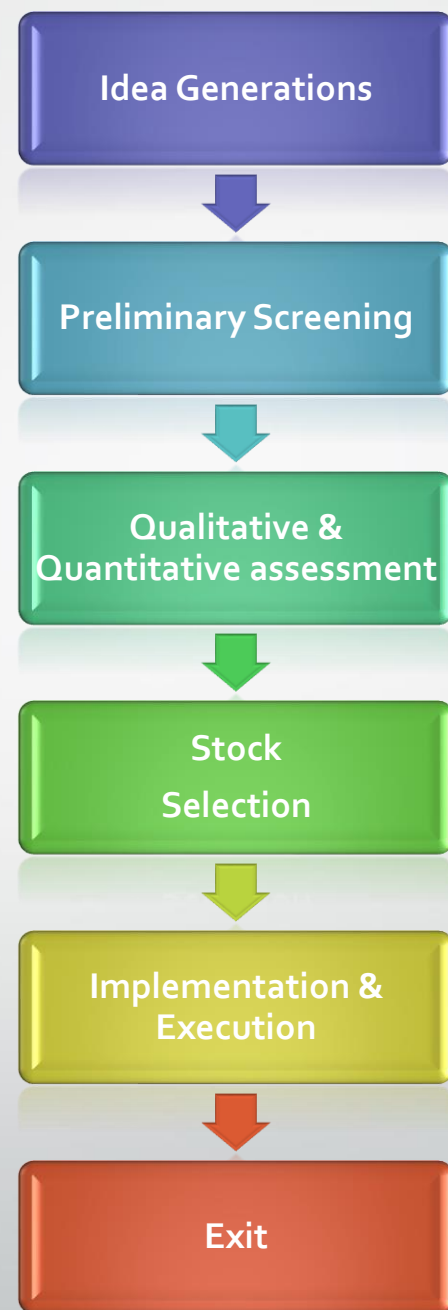 Idea Generations
Preliminary Screening
Qualitative &
Quantitative assessment
Stock
Selection
Implementation &
Execution
Exit